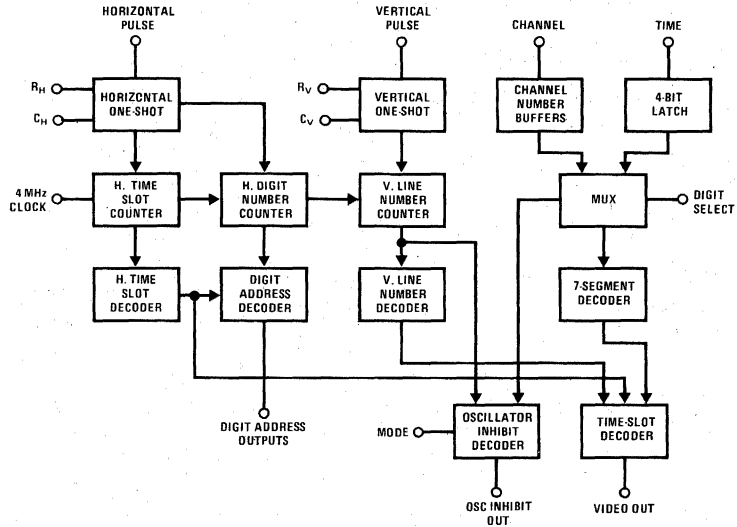 HORIZONTAL
PULSE
VERTICAL
PULSE
CHANNEL
TIME
RH
CH
HORIZCNTAL
ONE-SHOT
RV
CV
VERTICAL
ONE-SHOT
CHANNEL
NUMBER
BUFFERS
4-BIT
LATCH
4 MHz
CLOCK
H. TIME
SLOT
COUNTER
H. DIGIT
NUMBER
COUNTER
V. LINE
NUMBER
COUNTER
MUX
DIGIT
SELECT
H. TIME
SLOT
DECODER
DIGIT
ADDRESS
DECODER
V. LINE
NUMBER
DECODER
7-SEGMENT
DECODER
DIGIT ADDRESS
OUTPUTS
MODE
OSCILLATOR
INHIBIT
DECODER
TIME-SLOT
DECODER
OSC INHIBIT
OUT
VIDEO OUT